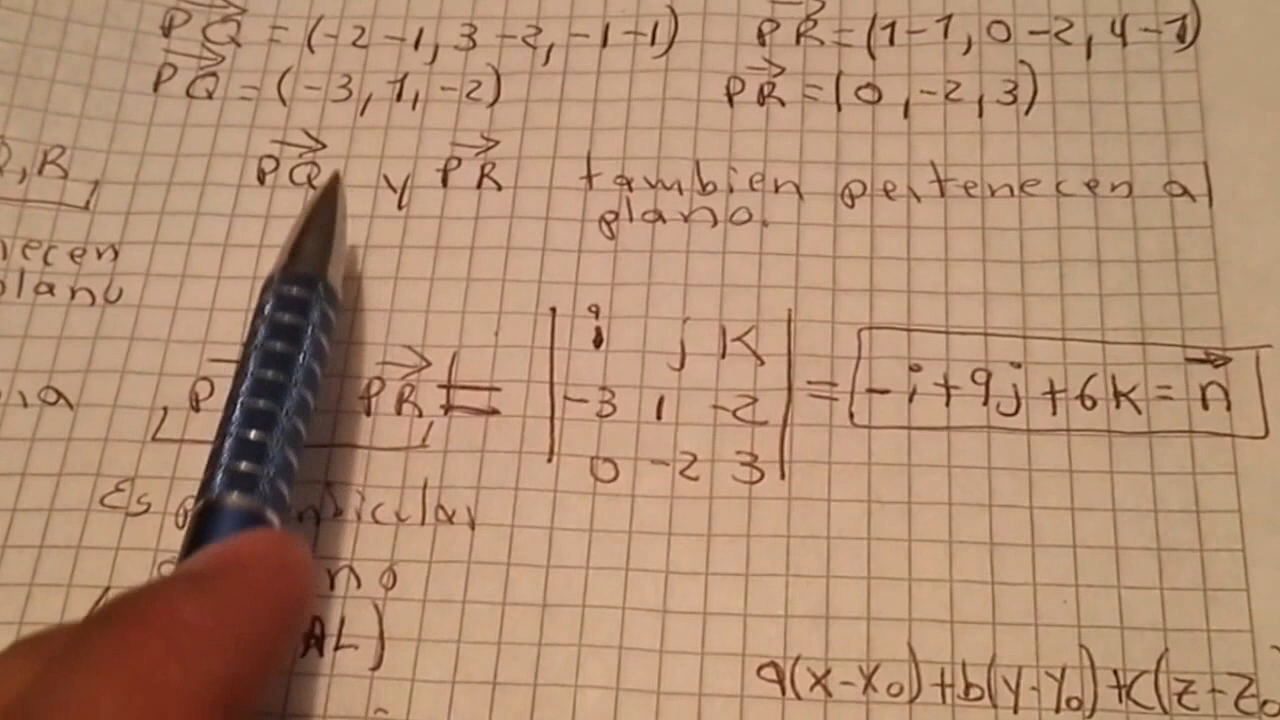 PQ = (-2-1, 3-2, -1-1) PR = (1-1, 0-2, 4-1)
PQ = (-3, 1, -2) PR = (0, -2, 3)
,R, PQ y PR tambien pertenecen al
plano.
i j K
PR = -3 1 -2 = -i+9j+6k = n
0 -2 3
Es
a(x-x₀)+b(y-y₀)+c(z-z₀)